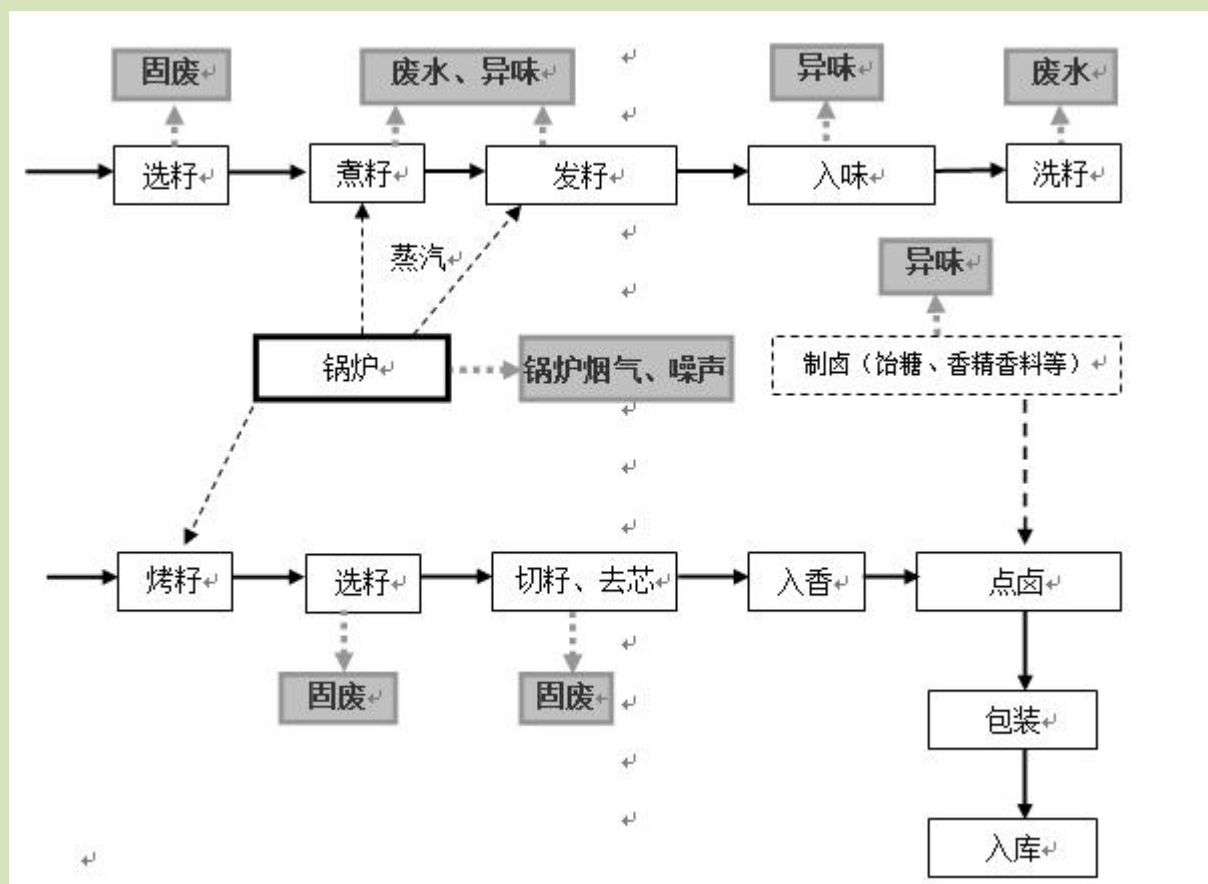 固废
废水、异味
异味
废水
选籽
煮籽
发籽
入味
洗籽
蒸汽
异味
锅炉
锅炉烟气、噪声
制卤（饴糖、香精香料等）
烤籽
选籽
切籽、去芯
入香
点卤
固废
固废
包装
入库